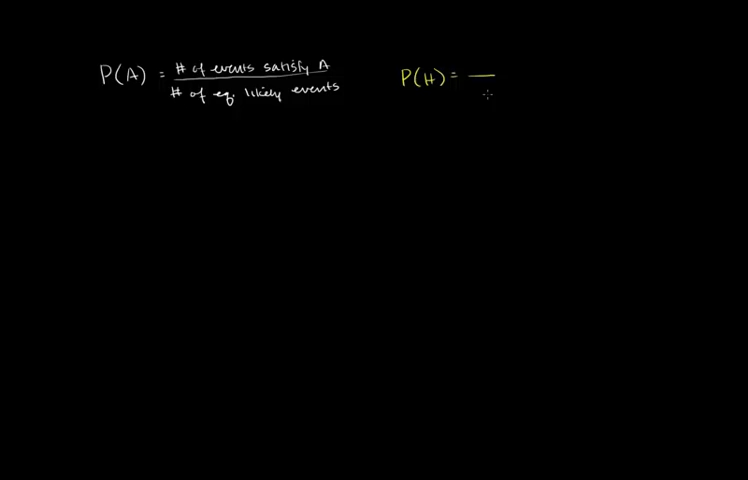 P(A) = # of events satisfy A / # of eq. likely events
P(H) = —